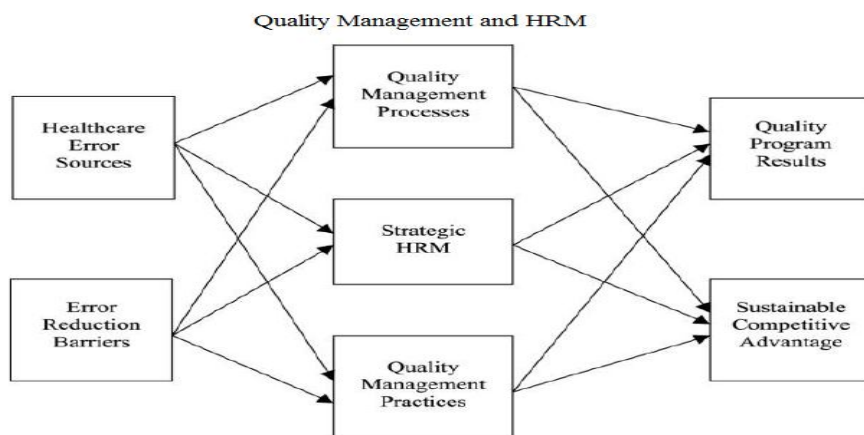 Quality Management and HRM
Healthcare
Error
Sources
Error
Reduction
Barriers
Quality
Management
Processes
Strategic
HRM
Quality
Management
Practices
Quality
Program
Results
Sustainable
Competitive
Advantage